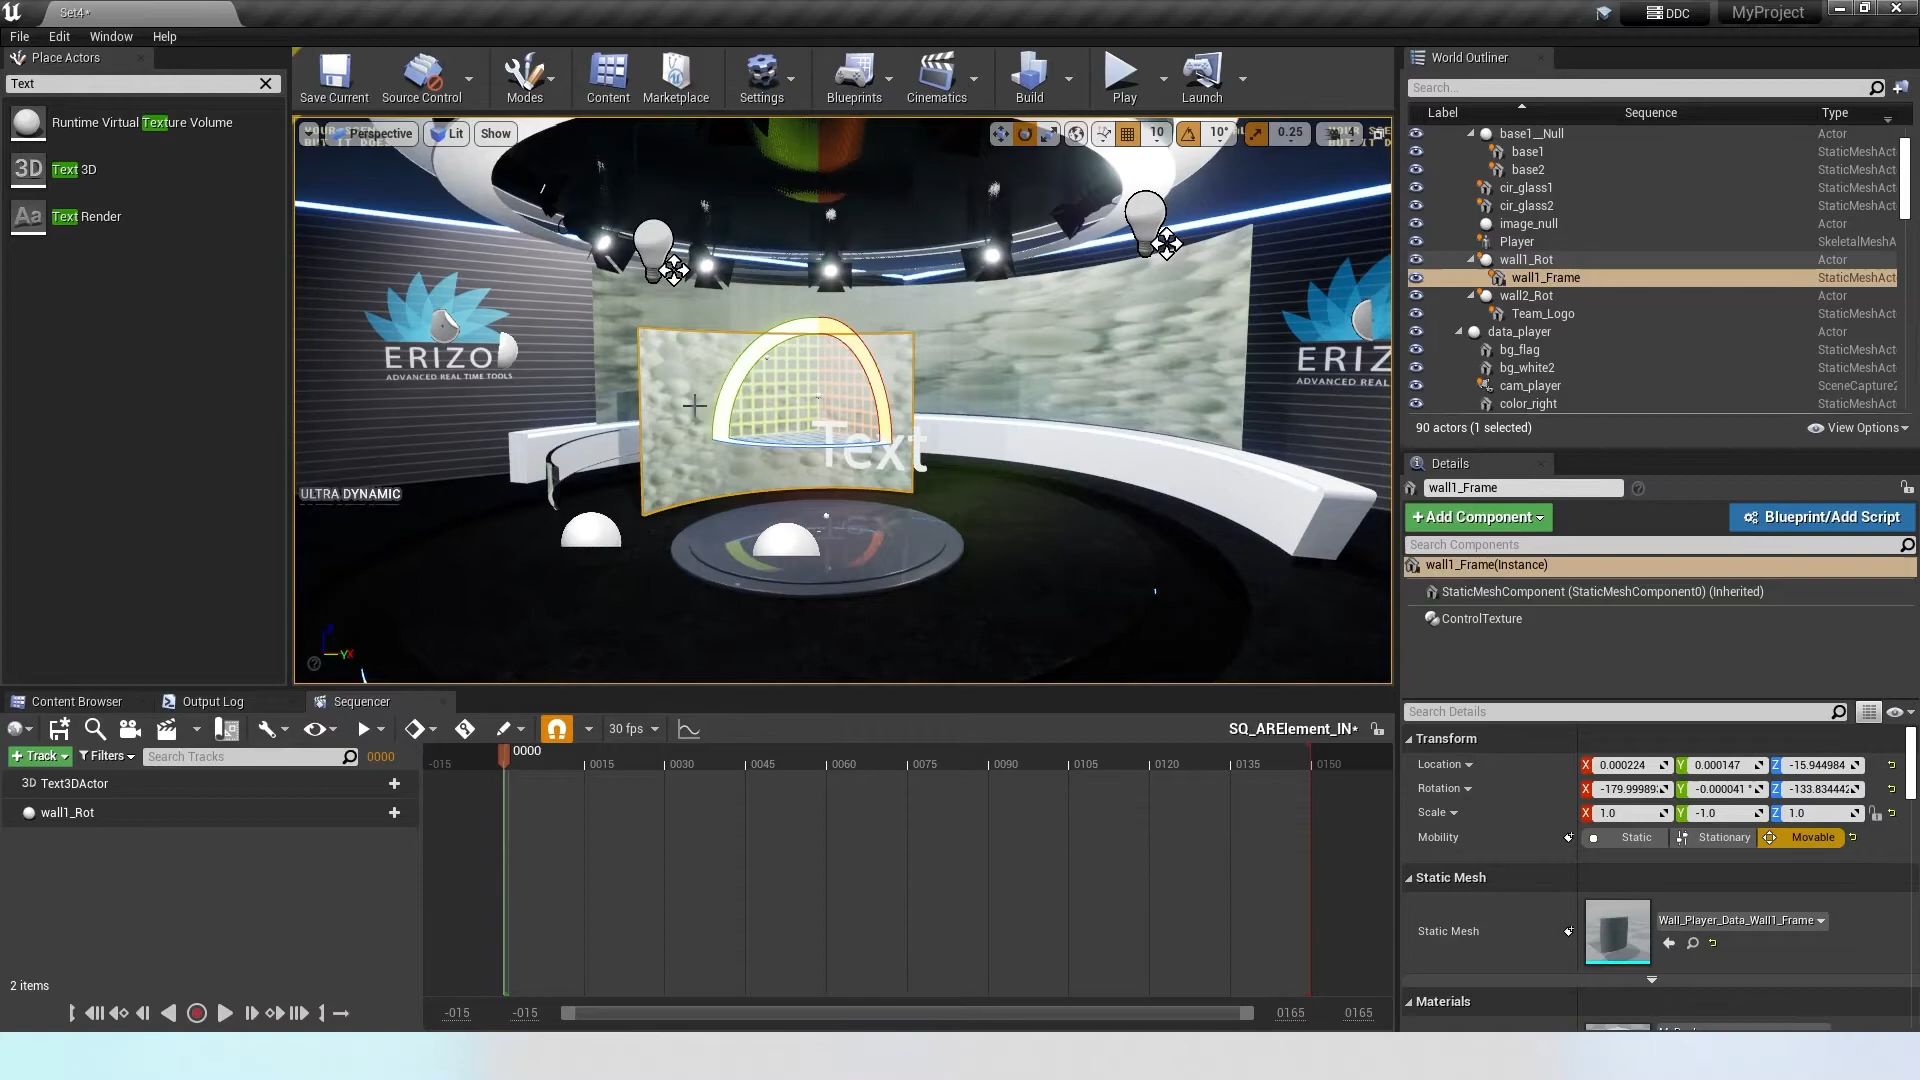 Set4*
DDC
MyProject
File
Edit
Window
Help
Place Actors
Text
Runtime Virtual Texture Volume
3D
Text 3D
Aa
Text Render
Save Current
Source Control
Modes
Content
Marketplace
Settings
Blueprints
Cinematics
Build
Play
Launch
Perspective
Lit
Show
10
10°
0.25
ERIZO
ADVANCED REAL TIME TOOLS
ERIZ
ADVANCED REAL
Text
ULTRA DYNAMIC
World Outliner
Search...
Label
Sequence
Type
base1__Null
Actor
base1
StaticMeshAct
base2
StaticMeshAct
cir_glass1
StaticMeshAct
cir_glass2
StaticMeshAct
image_null
Actor
Player
SkeletalMeshA
wall1_Rot
Actor
wall1_Frame
StaticMeshAct
wall2_Rot
Actor
Team_Logo
StaticMeshAct
data_player
Actor
bg_flag
StaticMeshAct
bg_white2
StaticMeshAct
cam_player
SceneCapture2
color_right
StaticMeshAct
90 actors (1 selected)
View Options
Details
wall1_Frame
+Add Component
Blueprint/Add Script
Search Components
wall1_Frame(Instance)
StaticMeshComponent (StaticMeshComponent0) (Inherited)
ControlTexture
Search Details
Transform
Location
X 0.000224 Y 0.000147 Z -15.944984
Rotation
X -179.99989 Y -0.000041 ° Z -133.834442
Scale
X 1.0 Y -1.0 Z 1.0
Mobility
Static
Stationary
Movable
Static Mesh
Static Mesh
Wall_Player_Data_Wall1_Frame
Materials
Content Browser
Output Log
Sequencer
30 fps
SQ_ARElement_IN*
+ Track
Filters
Search Tracks
0000
0000
-015
0015
0030
0045
0060
0075
0090
0105
0120
0135
0150
3D Text3DActor
wall1_Rot
2 items
-015
-015
0165
0165